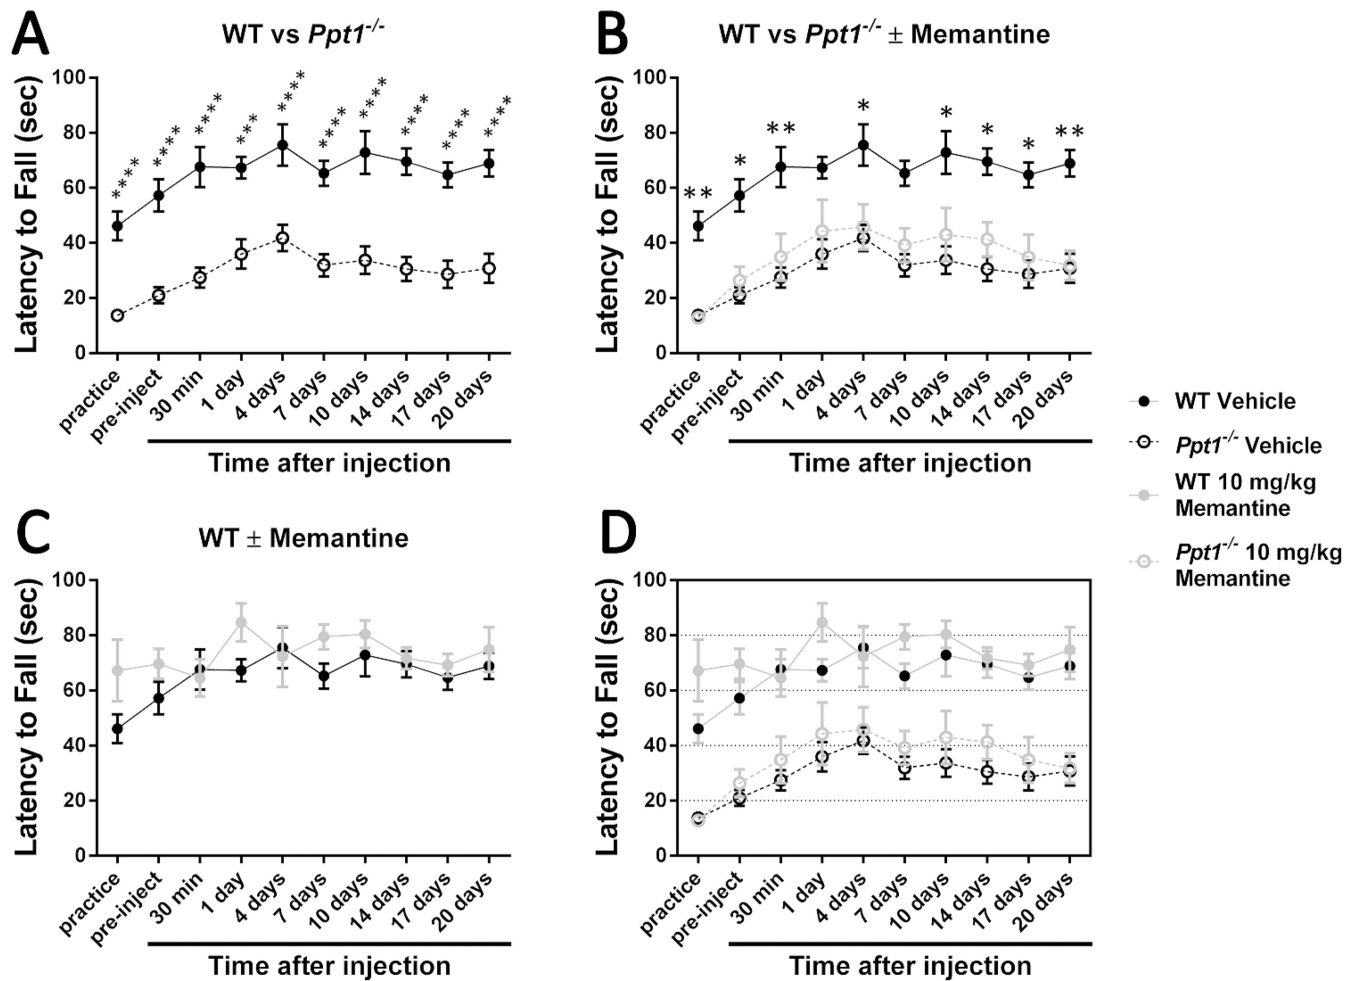 A
WT vs Ppt1-/-
Latency to Fall (sec)
100
80
60
40
20
0
****
****
****
***
****
****
****
****
****
****
practice
pre-inject
30 min
1 day
4 days
7 days
10 days
14 days
17 days
20 days
Time after injection
B
WT vs Ppt1-/- ± Memantine
Latency to Fall (sec)
100
80
60
40
20
0
**
*
**
*
*
*
*
**
practice
pre-inject
30 min
1 day
4 days
7 days
10 days
14 days
17 days
20 days
Time after injection
WT Vehicle
Ppt1-/- Vehicle
WT 10 mg/kg
Memantine
Ppt1-/- 10 mg/kg
Memantine
C
WT ± Memantine
Latency to Fall (sec)
100
80
60
40
20
0
practice
pre-inject
30 min
1 day
4 days
7 days
10 days
14 days
17 days
20 days
Time after injection
D
Latency to Fall (sec)
100
80
60
40
20
0
practice
pre-inject
30 min
1 day
4 days
7 days
10 days
14 days
17 days
20 days
Time after injection